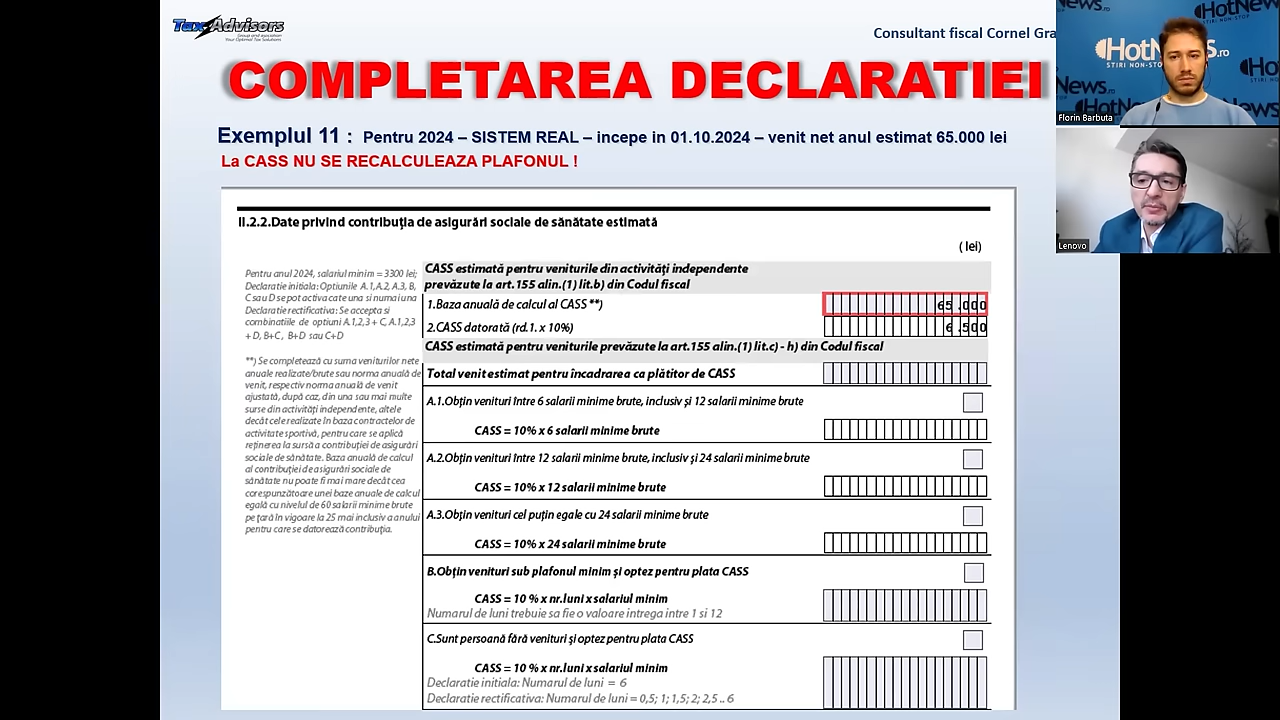 Tax Advisors
Group and asociation
Your Optimal Tax Solutions
Consultant fiscal Cornel Gra
COMPLETAREA DECLARATIEI
Exemplul 11 : Pentru 2024 – SISTEM REAL – incepe in 01.10.2024 – venit net anul estimat 65.000 lei
La CASS NU SE RECALCULEAZA PLAFONUL !
II.2.2.Date privind contribuția de asigurări sociale de sănătate estimată
( lei)
Pentru anul 2024, salariul minim = 3300 lei;
Declaratie initiala: Optiunile A.1,A.2, A.3, B,
C sau D se pot activa cate una si numai una
Declaratie rectificativa: Se accepta si
combinatiile de optiuni A.1,2,3 + C, A.1,2,3
+ D, B+C , B+D sau C+D
**) Se completează cu suma veniturilor nete
anuale realizate/brute sau norma anuală de
venit, respectiv norma anuală de venit
ajustată, după caz, din una sau mai multe
surse din activități independente, altele
decât cele realizate în baza contractelor de
activitate sportivă, pentru care se aplică
reținerea la sursă a contribuției de asigurări
sociale de sănătate. Baza anuală de calcul
al contribuției de asigurări sociale de
sănătate nu poate fi mai mare decât cea
corespunzătoare unei baze anuale de calcul
egală cu nivelul de 60 salarii minime brute
pe țară în vigoare la 25 mai inclusiv a anului
pentru care se datorează contribuția.
CASS estimată pentru veniturile din activități independente
prevăzute la art.155 alin.(1) lit.b) din Codul fiscal
1.Baza anuală de calcul al CASS **)
65.000
2.CASS datorată (rd.1. x 10%)
6.500
CASS estimată pentru veniturile prevăzute la art.155 alin.(1) lit.c) - h) din Codul fiscal
Total venit estimat pentru încadrarea ca plătitor de CASS
A.1.Obțin venituri între 6 salarii minime brute, inclusiv și 12 salarii minime brute
CASS = 10% x 6 salarii minime brute
A.2.Obțin venituri între 12 salarii minime brute, inclusiv și 24 salarii minime brute
CASS = 10% x 12 salarii minime brute
A.3.Obțin venituri cel puțin egale cu 24 salarii minime brute
CASS = 10% x 24 salarii minime brute
B.Obțin venituri sub plafonul minim și optez pentru plata CASS
CASS = 10 % x nr.luni x salariul minim
Numarul de luni trebuie sa fie o valoare intrega intre 1 si 12
C.Sunt persoană fără venituri și optez pentru plata CASS
CASS = 10 % x nr.luni x salariul minim
Declaratie initiala: Numarul de luni = 6
Declaratie rectificativa: Numarul de luni = 0,5; 1; 1,5; 2; 2,5 .. 6
HotNews.ro
STIRI NON-STOP
Florin Barbuta
Lenovo